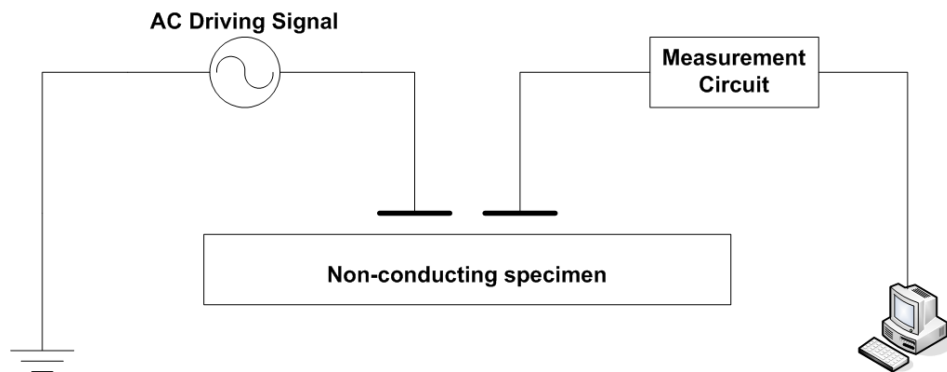 AC Driving Signal
Measurement
Circuit
Non-conducting specimen